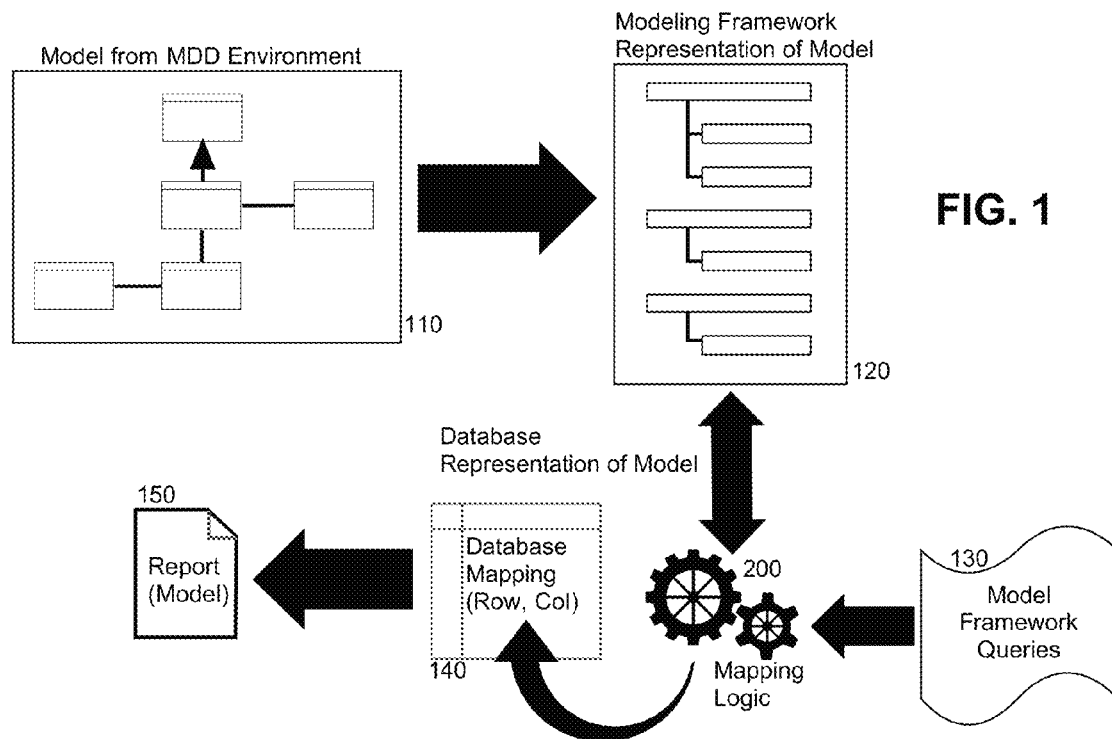 Model from MDD Environment
110
Modeling Framework
Representation of Model
120
FIG. 1
Database
Representation of Model
150
Report
(Model)
Database
Mapping
(Row, Col)
140
200
Mapping
Logic
130
Model
Framework
Queries